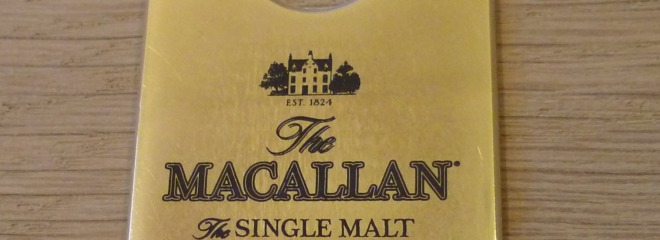 EST. 1824
The
MACALLAN
The SINGLE MALT